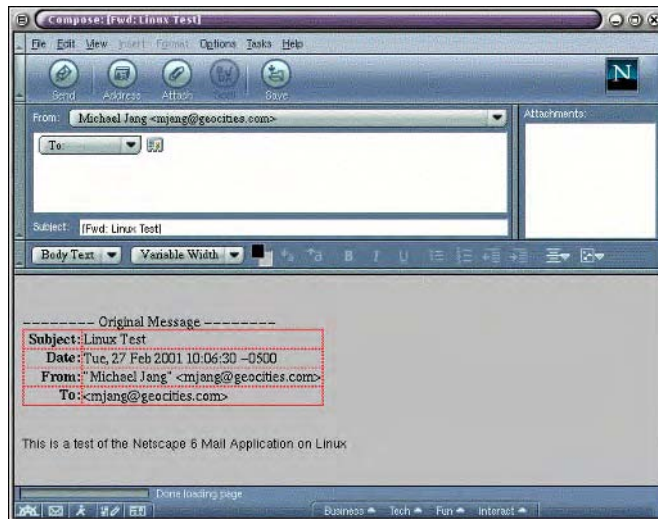 Compose: [Fwd: Linux Test]
File Edit View Insert Format Options Tasks Help
Send Address Attach Save
N
From: Michael Jang <mjang@geocities.com>
Attachments:
To:
Subject: [Fwd: Linux Test]
Body Text Variable Width B I U
-------- Original Message --------
Subject: Linux Test
Date: Tue, 27 Feb 2001 10:06:30 -0500
From: "Michael Jang" <mjang@geocities.com>
To: <mjang@geocities.com>
This is a test of the Netscape 6 Mail Application on Linux
Done loading page
Business Tech Fun Interact